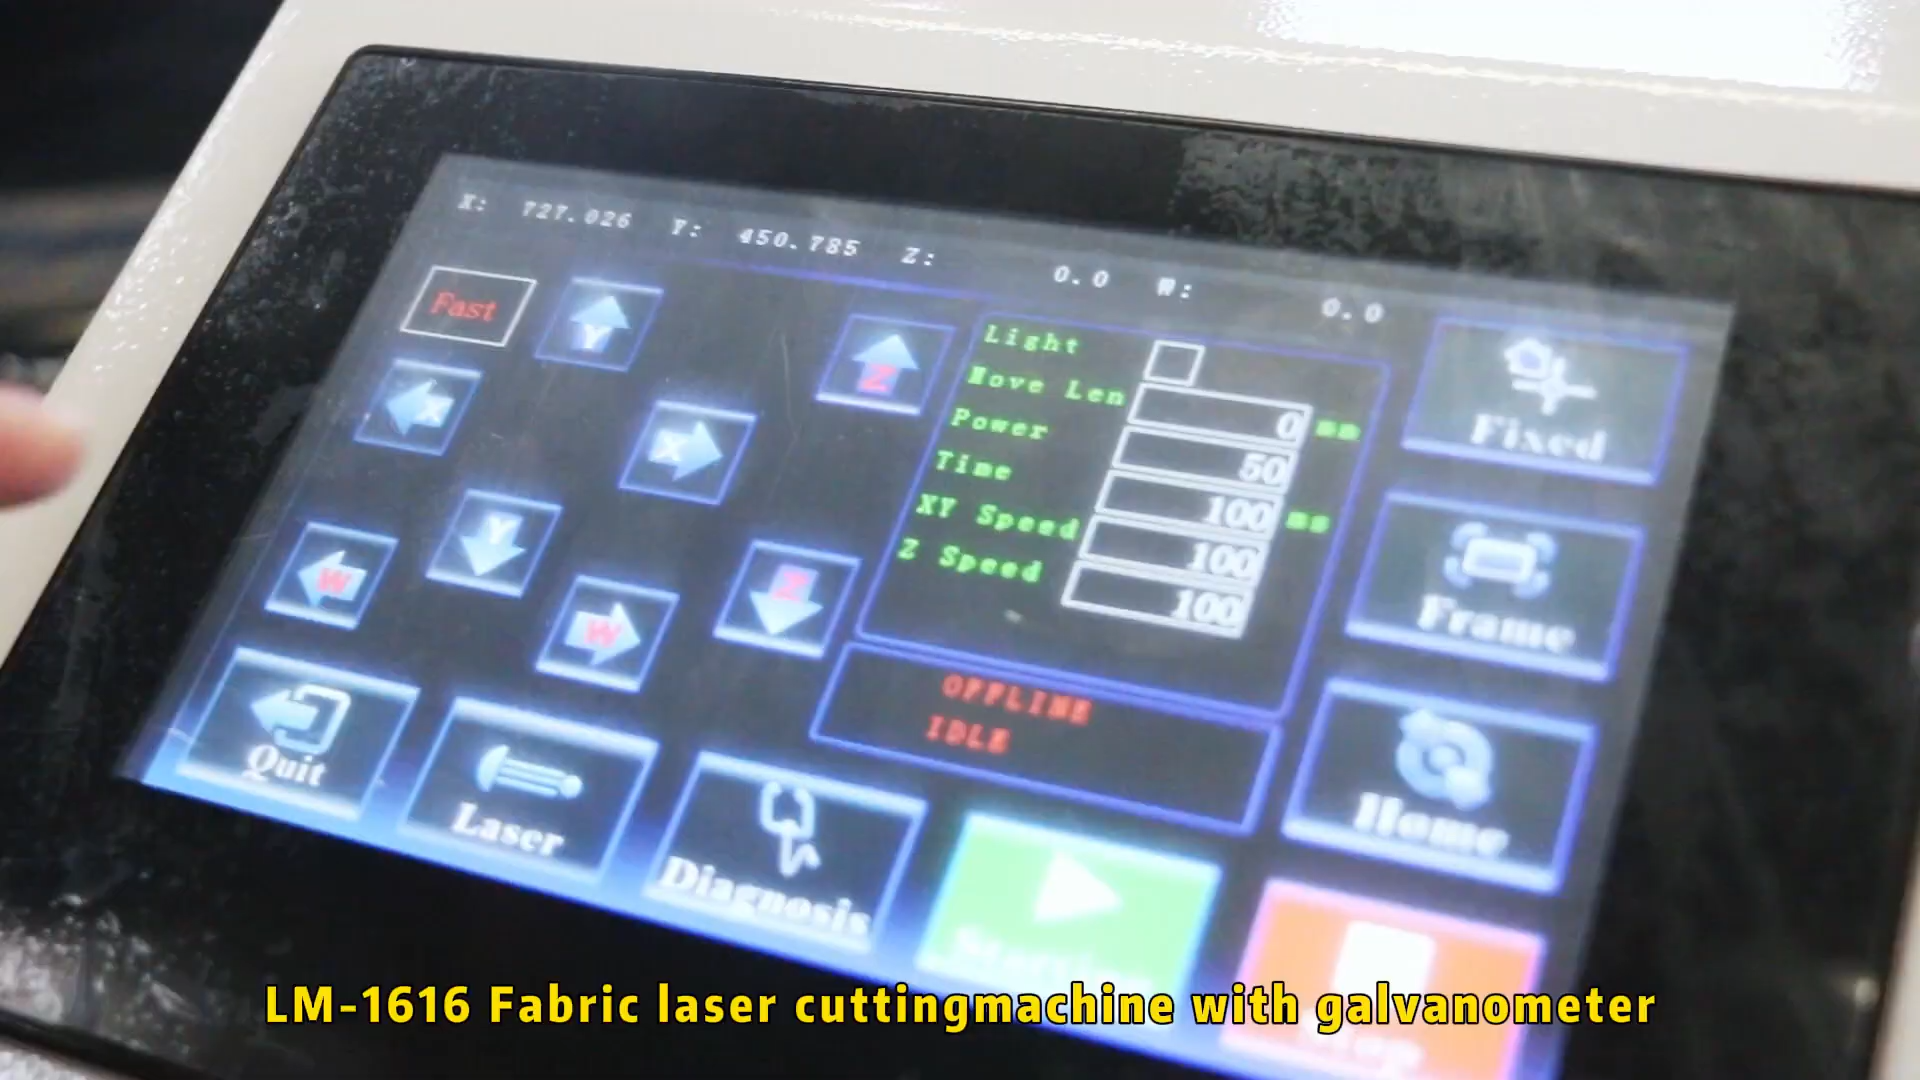 X: 727.026 Y: 450.785 Z: 0.0 W: 0.0
Fast
Y
Z
X
X
Y
W
W
Z
Light
Move Len 0 mm
Power 50
Time 100 ms
XY Speed 100
Z Speed 100
OFFLINE
IDLE
Fixed
Frame
Home
Quit
Laser
Diagnosis
LM-1616 Fabric laser cuttingmachine with galvanometer